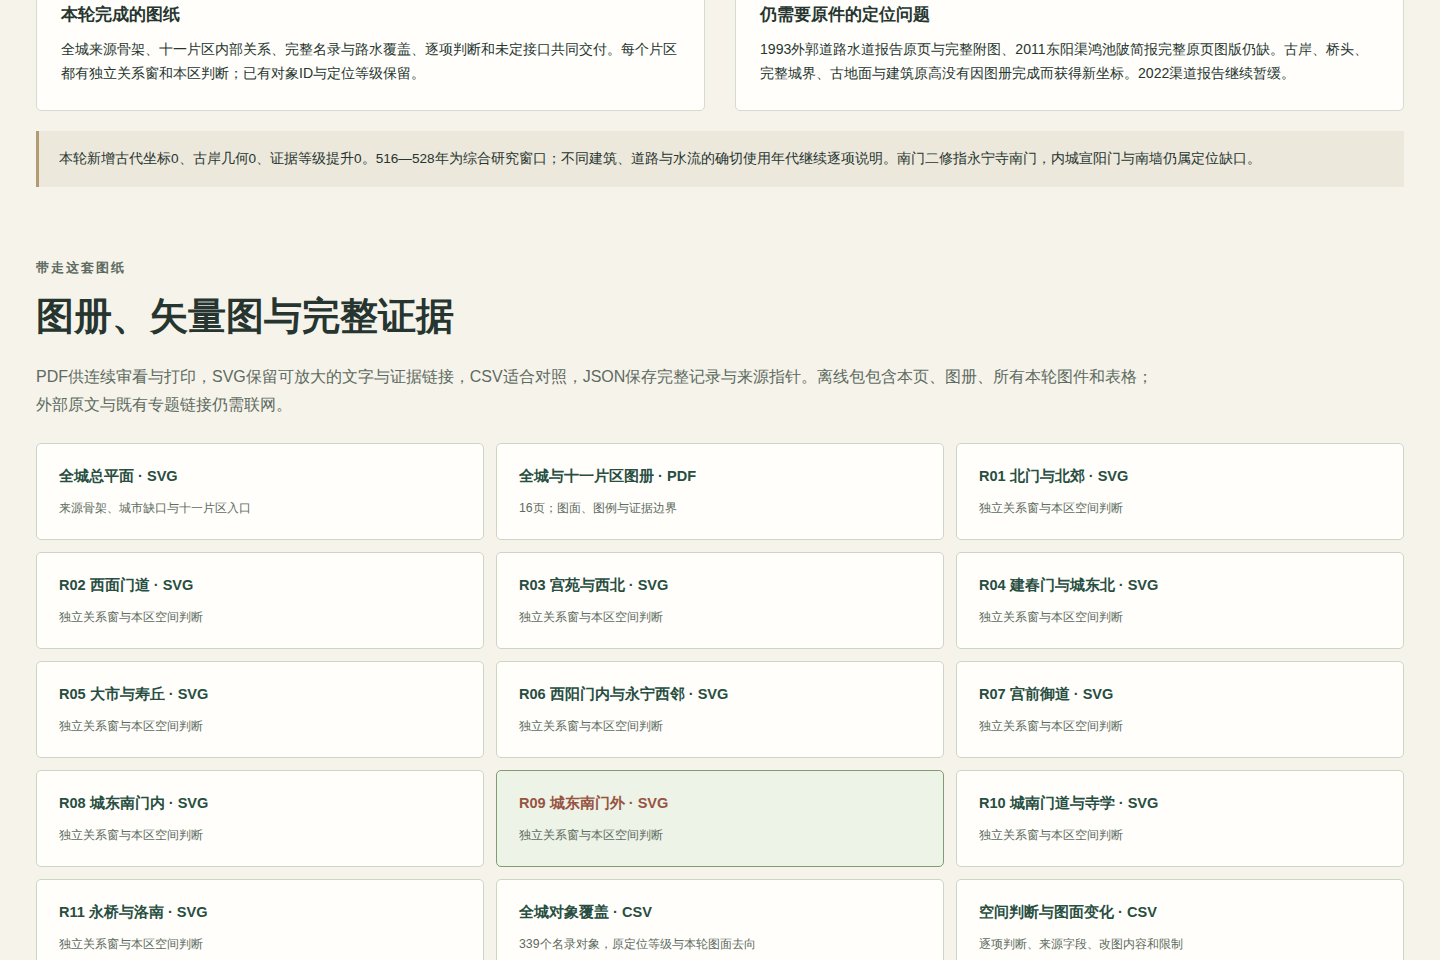 本轮完成的图纸
全城来源骨架、十一片区内部关系、完整名录与路水覆盖、逐项判断和未定接口共同交付。每个片区
都有独立关系窗和本区判断；已有对象ID与定位等级保留。
仍需要原件的定位问题
1993外郭道路水道报告原页与完整附图、2011东阳渠鸿池陂简报完整原页图版仍缺。古岸、桥头、
完整城界、古地面与建筑原高没有因图册完成而获得新坐标。2022渠道报告继续暂缓。
本轮新增古代坐标0、古岸几何0、证据等级提升0。516—528年为综合研究窗口；不同建筑、道路与水流的确切使用年代继续逐项说明。南门二修指永宁寺南门，内城宣阳门与南墙仍属定位缺口。
带走这套图纸
图册、矢量图与完整证据
PDF供连续审看与打印，SVG保留可放大的文字与证据链接，CSV适合对照，JSON保存完整记录与来源指针。离线包包含本页、图册、所有本轮图件和表格；
外部原文与既有专题链接仍需联网。
全城总平面 · SVG
来源骨架、城市缺口与十一片区入口
全城与十一片区图册 · PDF
16页；图面、图例与证据边界
R01 北门与北郊 · SVG
独立关系窗与本区空间判断
R02 西面门道 · SVG
独立关系窗与本区空间判断
R03 宫苑与西北 · SVG
独立关系窗与本区空间判断
R04 建春门与城东北 · SVG
独立关系窗与本区空间判断
R05 大市与寿丘 · SVG
独立关系窗与本区空间判断
R06 西阳门内与永宁西邻 · SVG
独立关系窗与本区空间判断
R07 宫前御道 · SVG
独立关系窗与本区空间判断
R08 城东南门内 · SVG
独立关系窗与本区空间判断
R09 城东南门外 · SVG
独立关系窗与本区空间判断
R10 城南门道与寺学 · SVG
独立关系窗与本区空间判断
R11 永桥与洛南 · SVG
独立关系窗与本区空间判断
全城对象覆盖 · CSV
339个名录对象，原定位等级与本轮图面去向
空间判断与图面变化 · CSV
逐项判断、来源字段、改图内容和限制